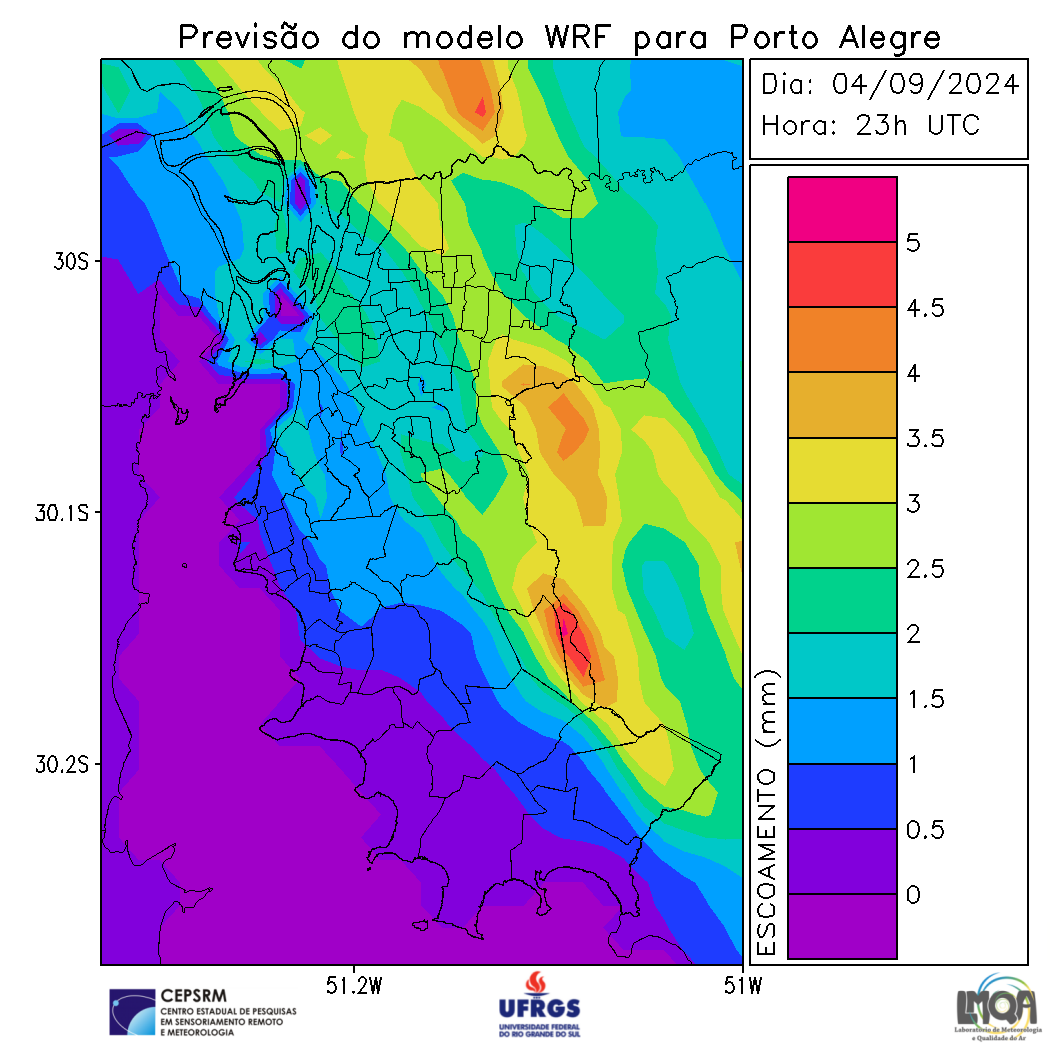 Previsão do modelo WRF para Porto Alegre
Dia: 04/09/2024
Hora: 23h UTC
30S
30.1S
30.2S
51.2W
51W
ESCOAMENTO (mm)
5
4.5
4
3.5
3
2.5
2
1.5
1
0.5
0
CEPSRM
CENTRO ESTADUAL DE PESQUISAS
EM SENSORIAMENTO REMOTO
E METEOROLOGIA
UFRGS
UNIVERSIDADE FEDERAL
DO RIO GRANDE DO SUL
LMQA
Laboratório de Meteorologia
e Qualidade do Ar